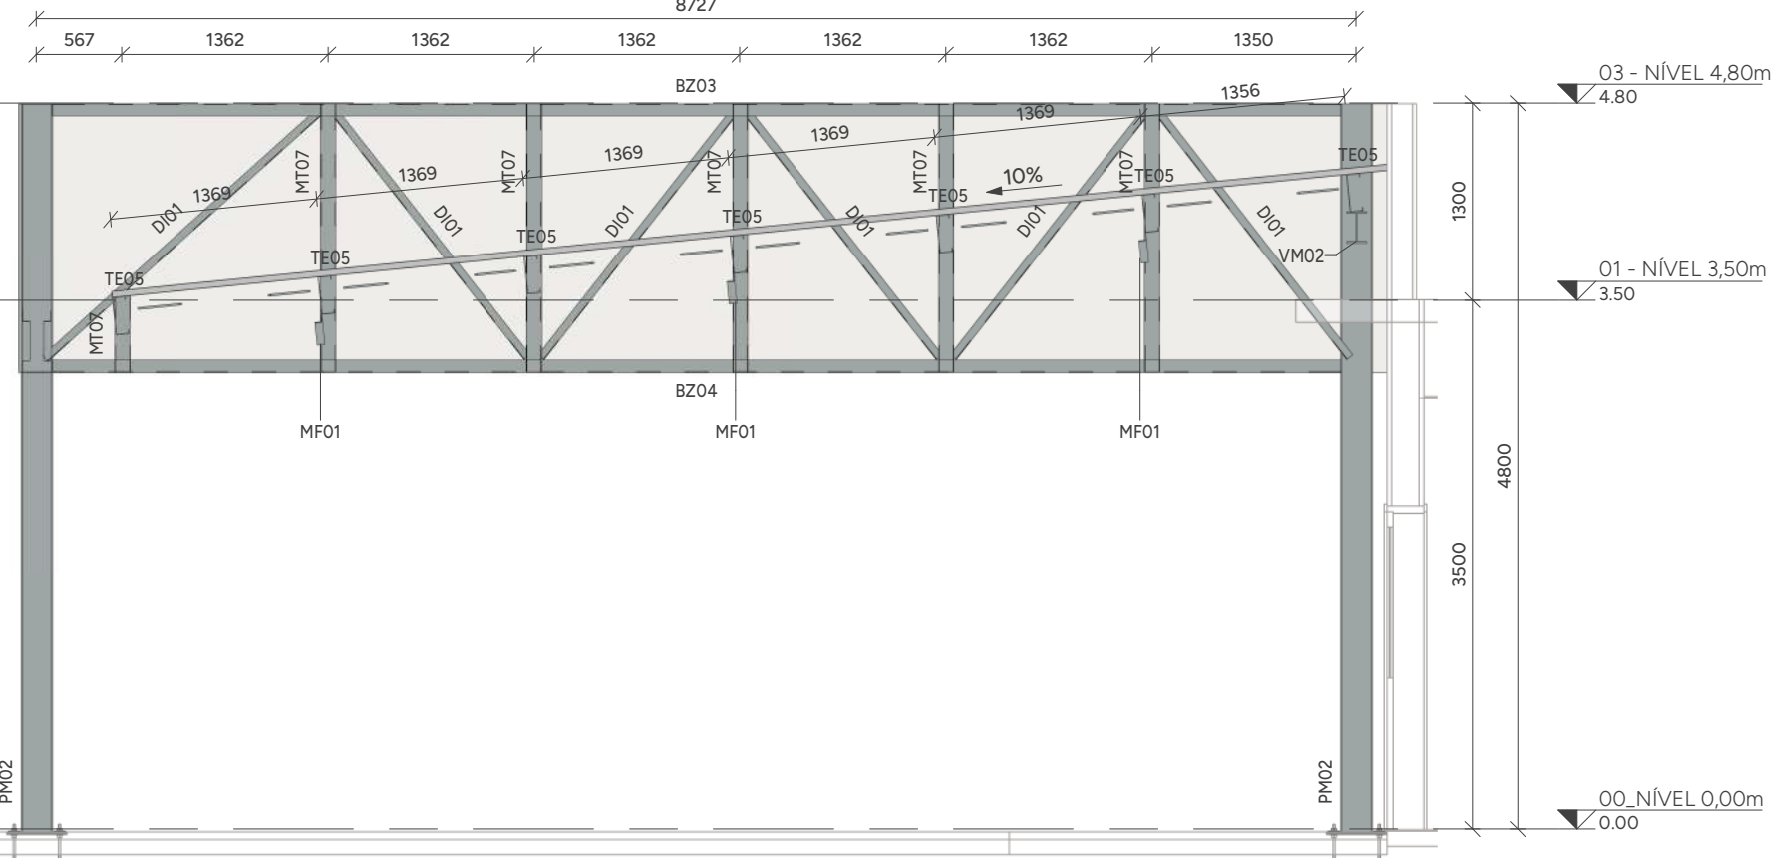 8727
567 1362 1362 1362 1362 1362 1350
03 - NÍVEL 4,80m
4.80
BZ03
1356
1369
1369
1369
1369
1369
MT07 MT07 MT07 MT07 MT07
TE05
10%
TE05
TE05
TE05
TE05
TE05
TE05
DI01 DI01 DI01 DI01 DI01 DI01
1300
VM02
01 - NÍVEL 3,50m
3.50
MT07
BZ04
MF01 MF01 MF01
4800
3500
PM02 PM02
00_NÍVEL 0,00m
0.00